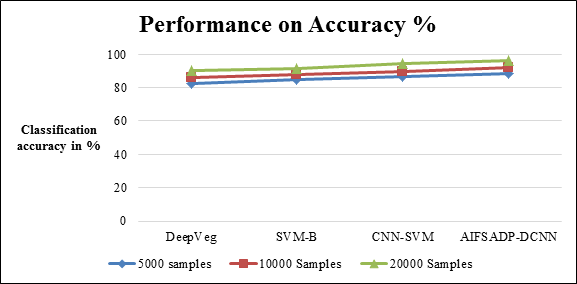 Performance on Accuracy %
Classification
accuracy in %
100
80
60
40
20
0
DeepVeg SVM-B CNN-SVM AIFSADP-DCNN
5000 samples 10000 Samples 20000 Samples